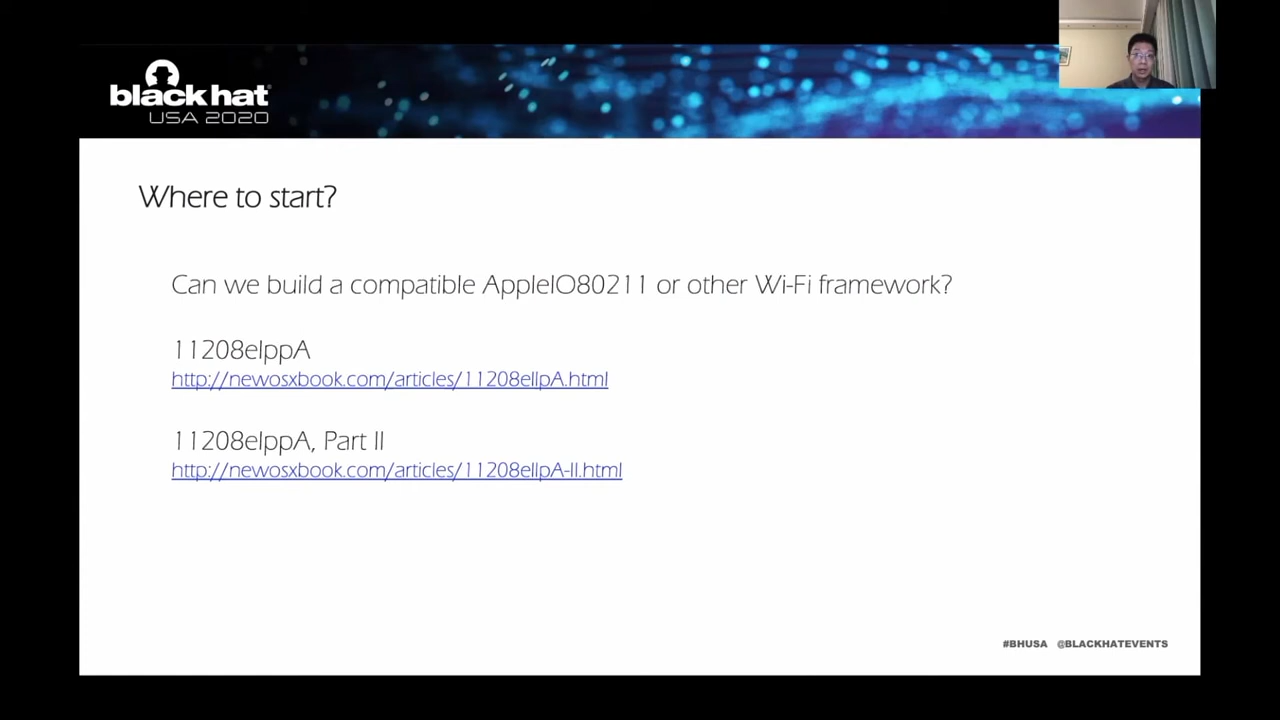 black hat
USA 2020
Where to start?
Can we build a compatible AppleIO80211 or other Wi-Fi framework?
11208elppA
http://newosxbook.com/articles/11208ellpA.html
11208elppA, Part II
http://newosxbook.com/articles/11208ellpA-II.html
#BHUSA @BLACKHATEVENTS